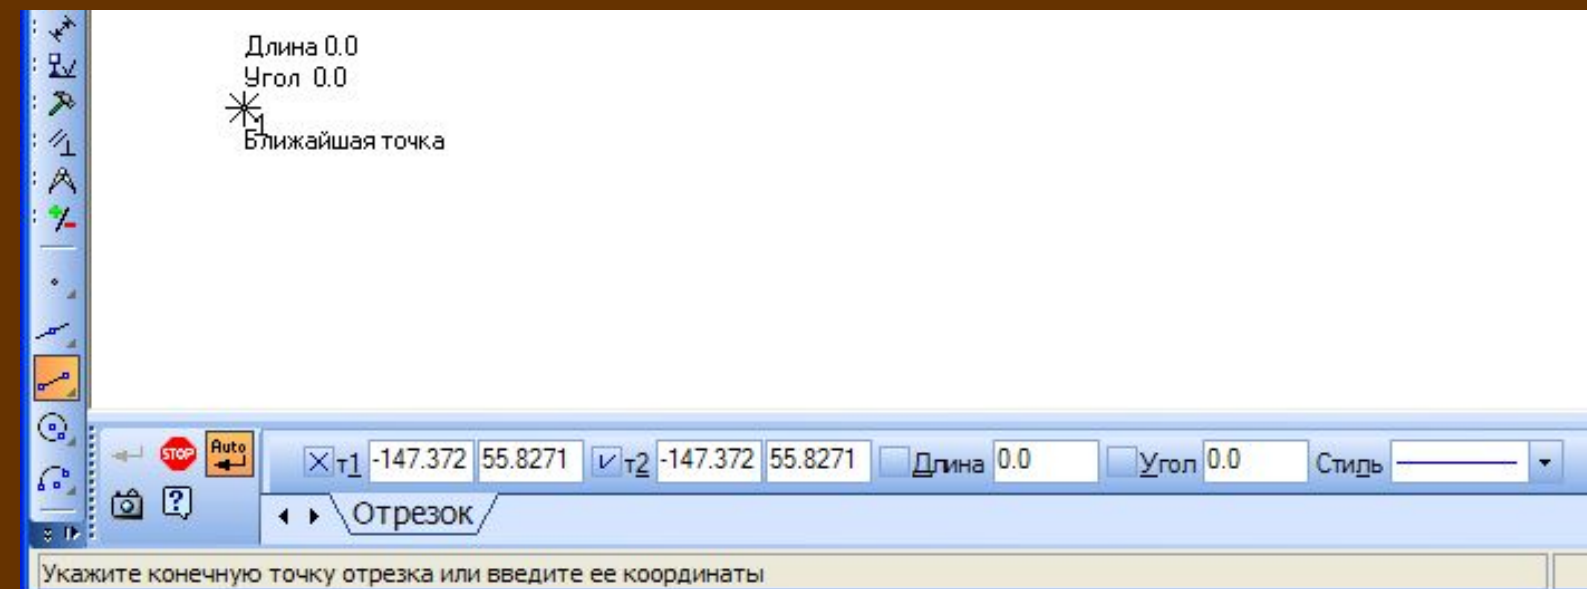 Длина 0.0
Угол 0.0
1
Ближайшая точка
STOP Auto т1 -147.372 55.8271 т2 -147.372 55.8271 Длина 0.0 Угол 0.0 Стиль
Отрезок
Укажите конечную точку отрезка или введите ее координаты